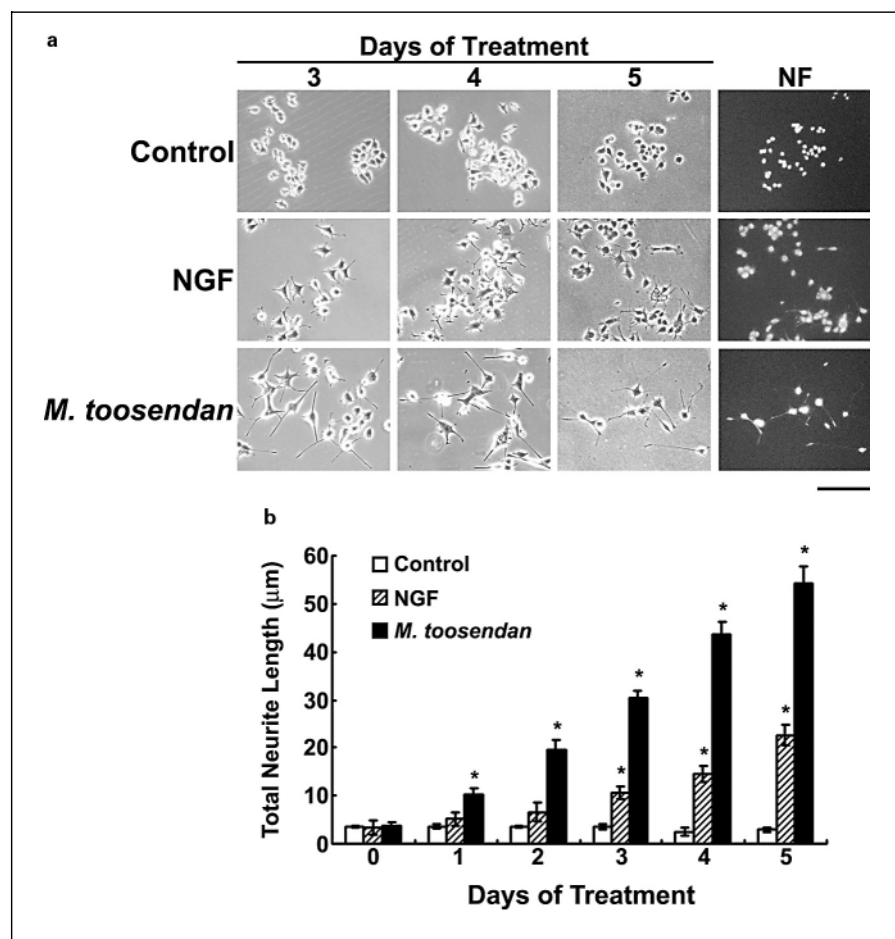 a
Days of Treatment
3 4 5 NF
Control
NGF
M. toosendan
b
Total Neurite Length (μm)
60
50
40
30
20
10
0
Control
NGF
M. toosendan
* * * * * * * *
0 1 2 3 4 5
Days of Treatment